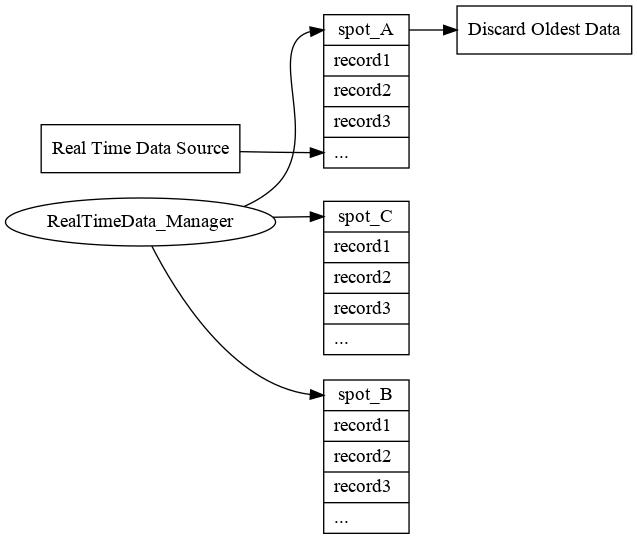 spot_A
record1
record2
record3
...
Discard Oldest Data
Real Time Data Source
RealTimeData_Manager
spot_C
record1
record2
record3
...
spot_B
record1
record2
record3
...